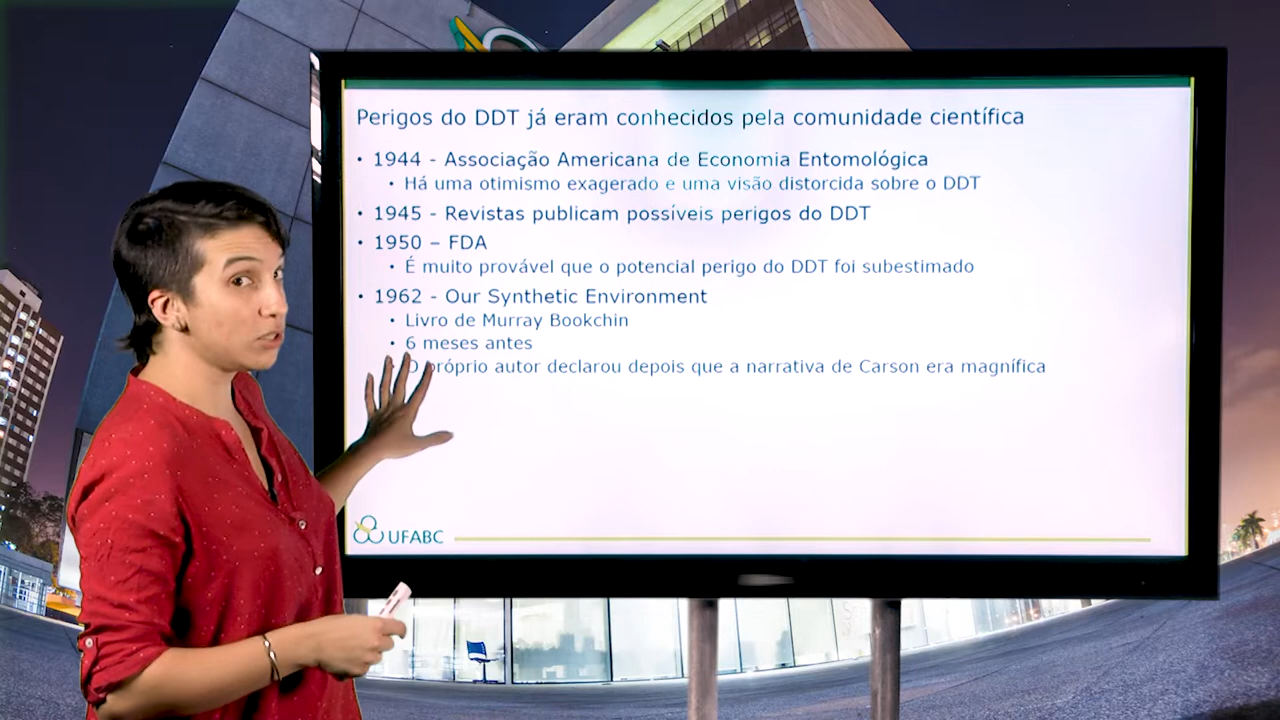 Perigos do DDT já eram conhecidos pela comunidade científica
• 1944 - Associação Americana de Economia Entomológica
• Há uma otimismo exagerado e uma visão distorcida sobre o DDT
• 1945 - Revistas publicam possíveis perigos do DDT
• 1950 – FDA
• É muito provável que o potencial perigo do DDT foi subestimado
• 1962 - Our Synthetic Environment
• Livro de Murray Bookchin
• 6 meses antes
O próprio autor declarou depois que a narrativa de Carson era magnífica
UFABC